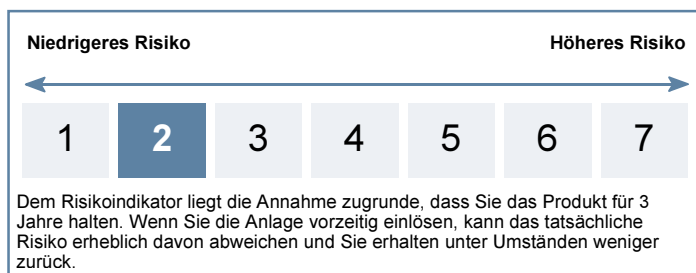 Niedrigeres Risiko Höheres Risiko
1 2 3 4 5 6 7
Dem Risikoindikator liegt die Annahme zugrunde, dass Sie das Produkt für 3
Jahre halten. Wenn Sie die Anlage vorzeitig einlösen, kann das tatsächliche
Risiko erheblich davon abweichen und Sie erhalten unter Umständen weniger
zurück.